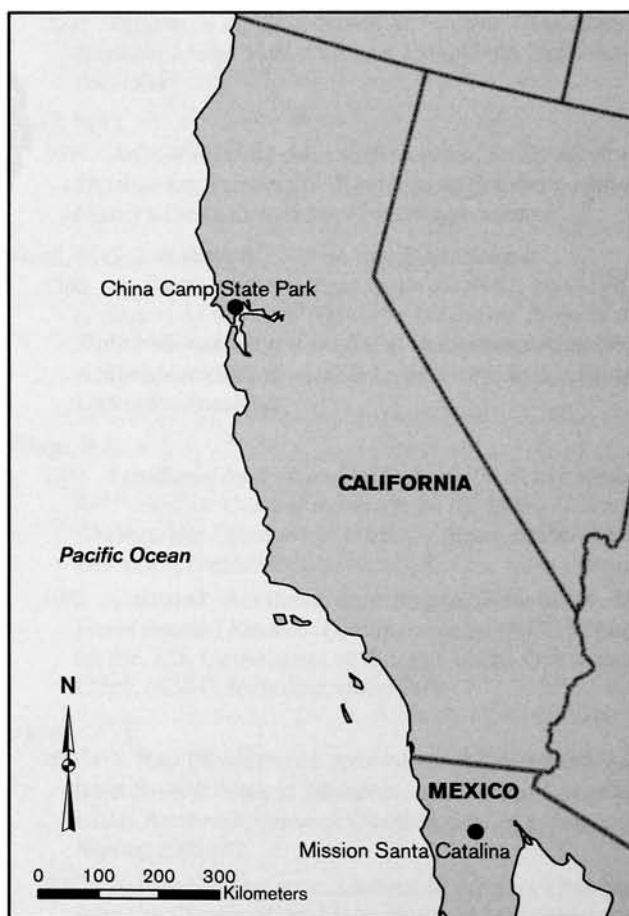 China Camp State Park
CALIFORNIA
Pacific Ocean
N
MEXICO
Mission Santa Catalina
0 100 200 300
Kilometers